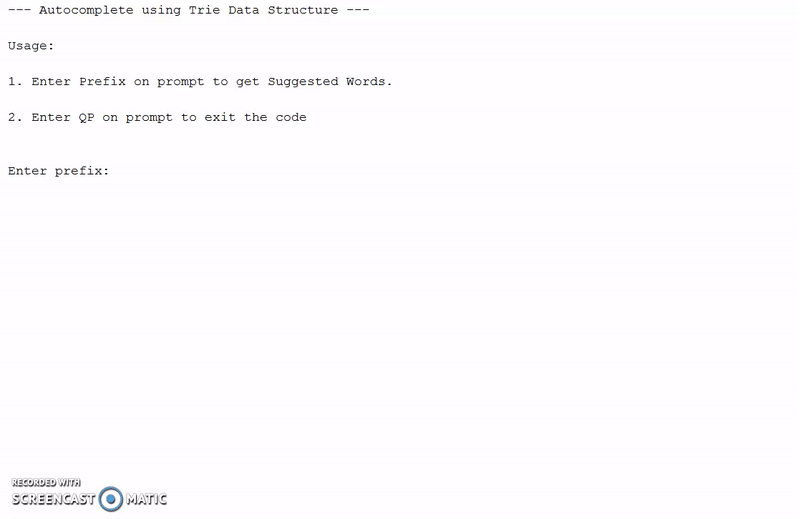 --- Autocomplete using Trie Data Structure ---
Usage:
1. Enter Prefix on prompt to get Suggested Words.
2. Enter QP on prompt to exit the code
Enter prefix:
RECORDED WITH
SCREENCAST MATIC